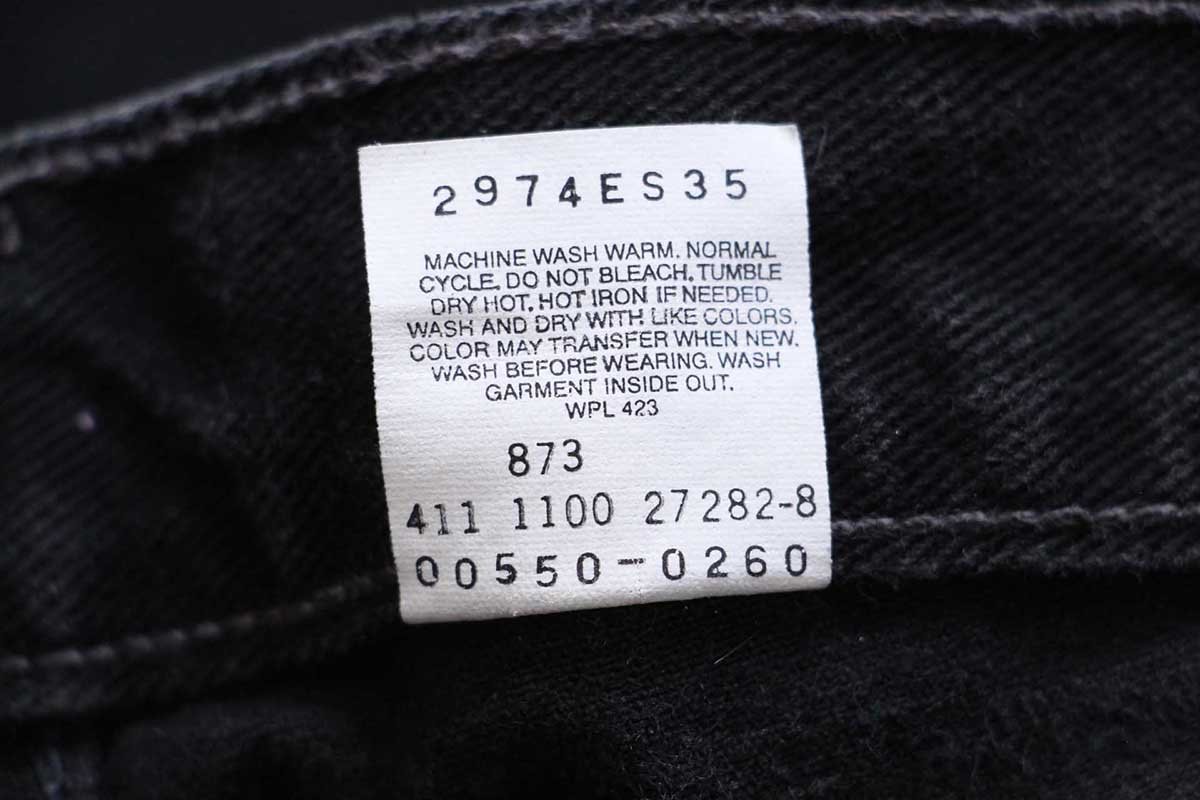 2974ES35
MACHINE WASH WARM. NORMAL
CYCLE. DO NOT BLEACH. TUMBLE
DRY HOT. HOT IRON IF NEEDED.
WASH AND DRY WITH LIKE COLORS.
COLOR MAY TRANSFER WHEN NEW.
WASH BEFORE WEARING. WASH
GARMENT INSIDE OUT.
WPL 423
873
411 1100 27282-8
00550-0260